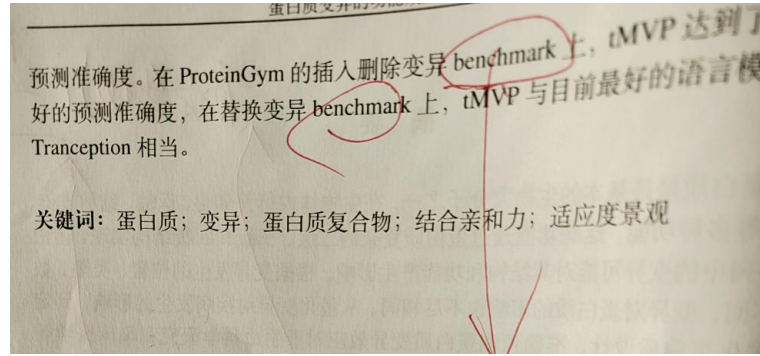 蛋白质变异的功能效
预测准确度。在 ProteinGym 的插入删除变异 benchmark 上，tMVP 达到了
好的预测准确度，在替换变异 benchmark 上，tMVP 与目前最好的语言模
Tranception 相当。
关键词：蛋白质；变异；蛋白质复合物；结合亲和力；适应度景观